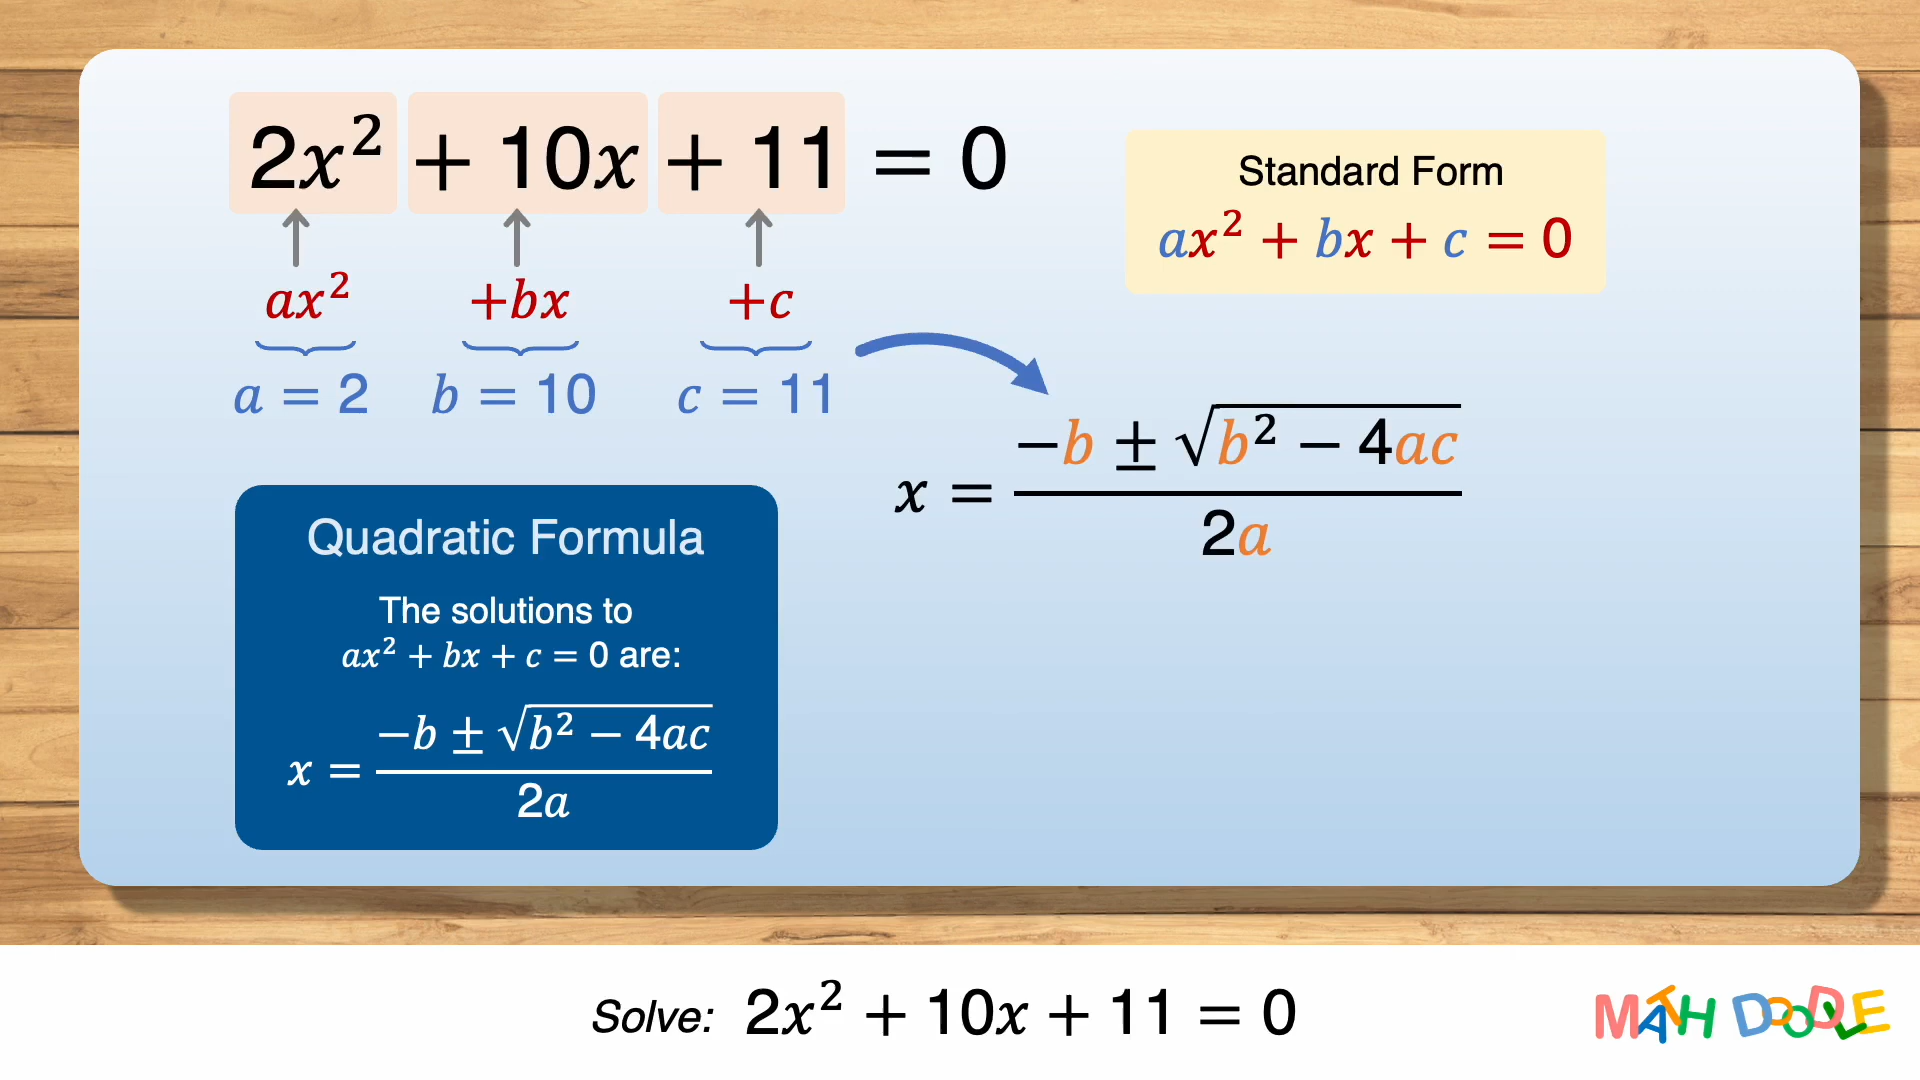 2x² + 10x + 11 = 0
ax² +bx +c
a = 2 b = 10 c = 11
Standard Form
ax² + bx + c = 0
x = (−b ± √(b² − 4ac)) / 2a
Quadratic Formula
The solutions to
ax² + bx + c = 0 are:
x = (−b ± √(b² − 4ac)) / 2a
Solve: 2x² + 10x + 11 = 0
MATH DOODLE